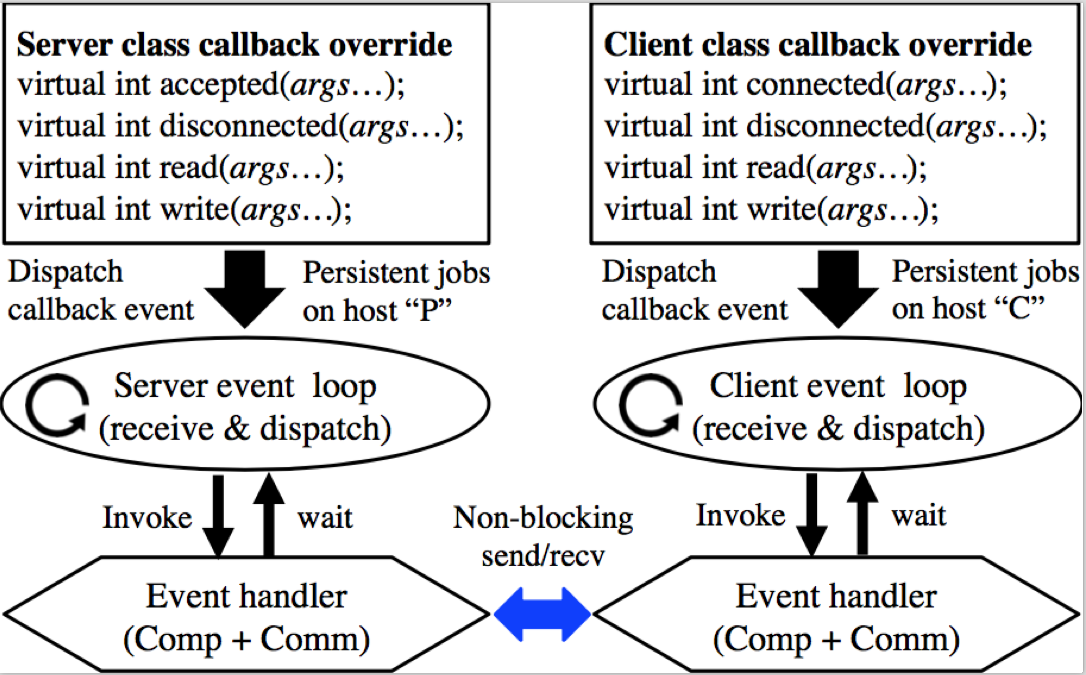 Server class callback override
virtual int accepted(args…);
virtual int disconnected(args…);
virtual int read(args…);
virtual int write(args…);
Dispatch
callback event
Persistent jobs
on host “P”
Server event loop
(receive & dispatch)
Invoke
wait
Event handler
(Comp + Comm)
Non-blocking
send/recv
Client class callback override
virtual int connected(args…);
virtual int disconnected(args…);
virtual int read(args…);
virtual int write(args…);
Dispatch
callback event
Persistent jobs
on host “C”
Client event loop
(receive & dispatch)
Invoke
wait
Event handler
(Comp + Comm)